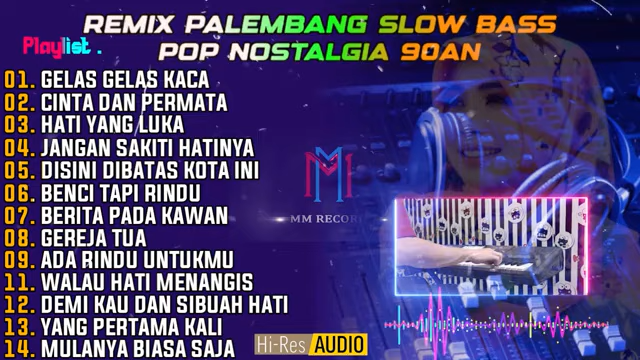 REMIX PALEMBANG SLOW BASS
POP NOSTALGIA 90AN
Playlist .
01. GELAS GELAS KACA
02. CINTA DAN PERMATA
03. HATI YANG LUKA
04. JANGAN SAKITI HATINYA
05. DISINI DIBATAS KOTA INI
06. BENCI TAPI RINDU
07. BERITA PADA KAWAN
08. GEREJA TUA
09. ADA RINDU UNTUKMU
11. WALAU HATI MENANGIS
12. DEMI KAU DAN SIBUAH HATI
13. YANG PERTAMA KALI
14. MULANYA BIASA SAJA
MM RECOR
Hi-Res AUDIO